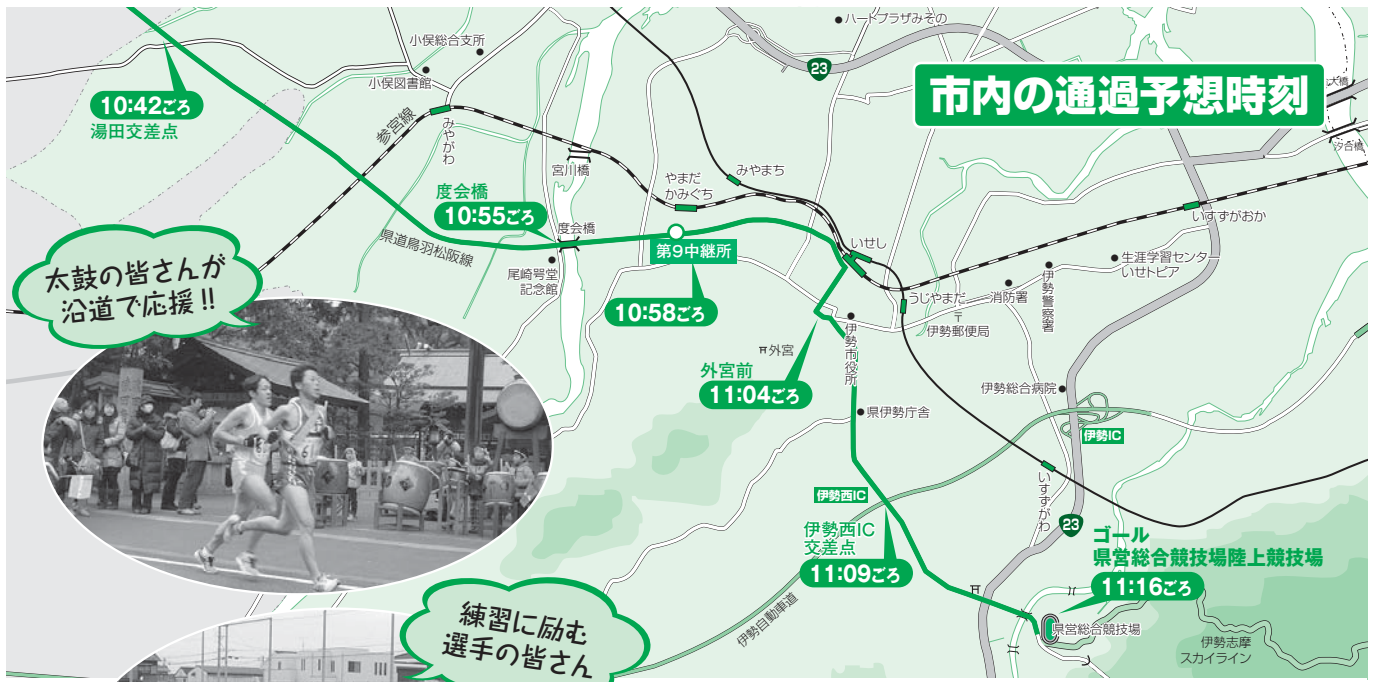 市内の通過予想時刻
ハートプラザみその
23
小俣総合支所
小俣図書館
10:42ごろ
湯田交差点
参宮線
みやがわ
宮川橋
やまだ
かみぐち
みやまち
大橋
汐合橋
度会橋
10:55ごろ
度会橋
県道鳥羽松阪線
第9中継所
10:58ごろ
尾崎咢堂
記念館
いせし
いすずがおか
生涯学習センター
いせトピア
伊勢警察署
消防署
うじやまだ
〒
伊勢郵便局
伊勢市役所
外宮
外宮前
11:04ごろ
県伊勢庁舎
伊勢総合病院
伊勢IC
いすずがわ
23
伊勢西IC
伊勢西IC
交差点
11:09ごろ
伊勢自動車道
ゴール
県営総合競技場陸上競技場
11:16ごろ
県営総合競技場
伊勢志摩
スカイライン
太鼓の皆さんが
沿道で応援!!
練習に励む
選手の皆さん